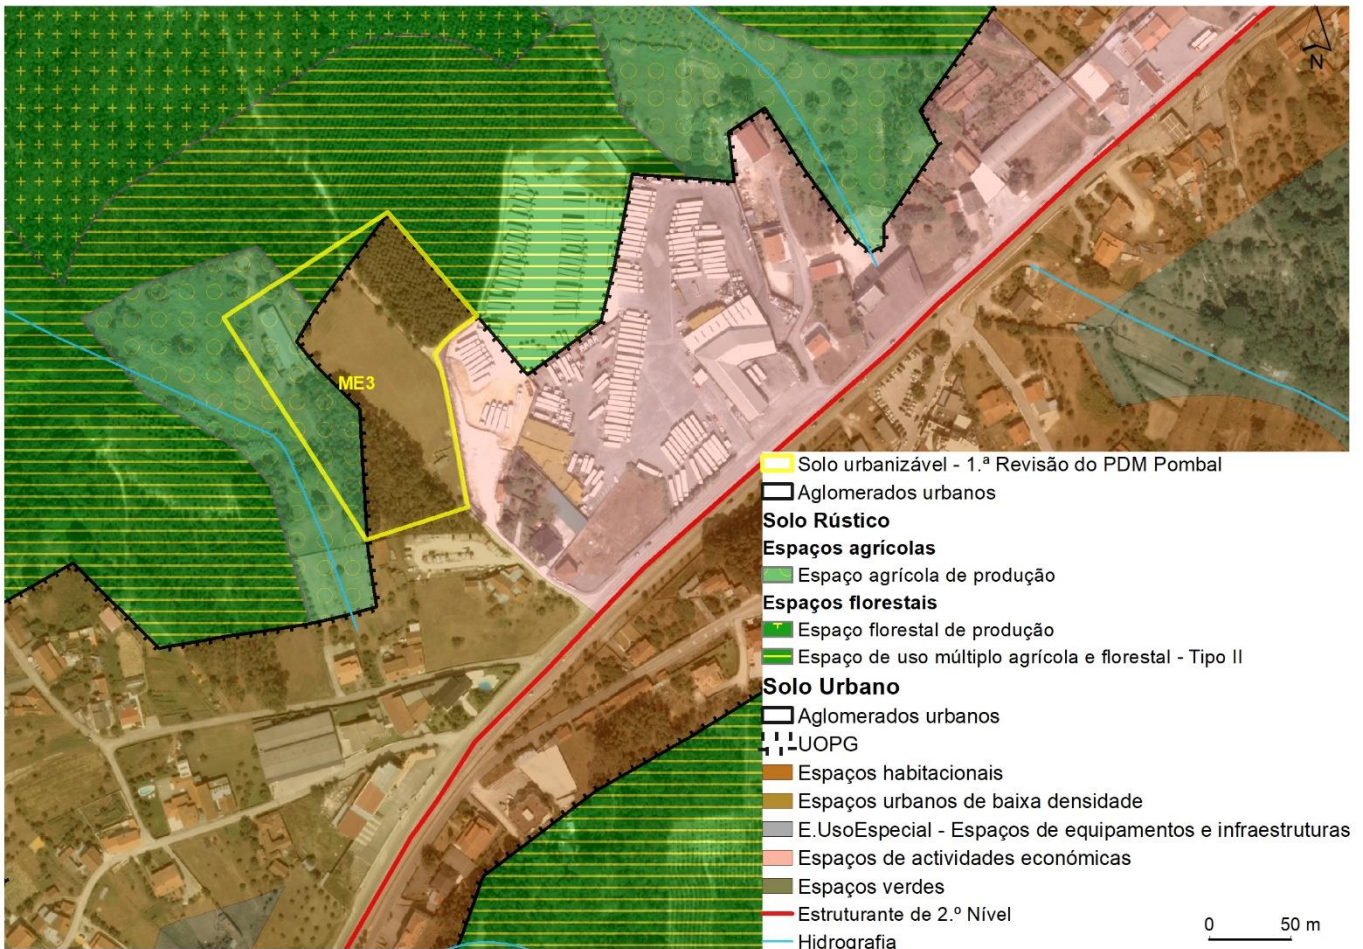 N
ME3
Solo urbanizável - 1.ª Revisão do PDM Pombal
Aglomerados urbanos
Solo Rústico
Espaços agrícolas
Espaço agrícola de produção
Espaços florestais
Espaço florestal de produção
Espaço de uso múltiplo agrícola e florestal - Tipo II
Solo Urbano
Aglomerados urbanos
UOPG
Espaços habitacionais
Espaços urbanos de baixa densidade
E.UsoEspecial - Espaços de equipamentos e infraestruturas
Espaços de actividades económicas
Espaços verdes
Estruturante de 2.º Nível
Hidrografia
0 50 m